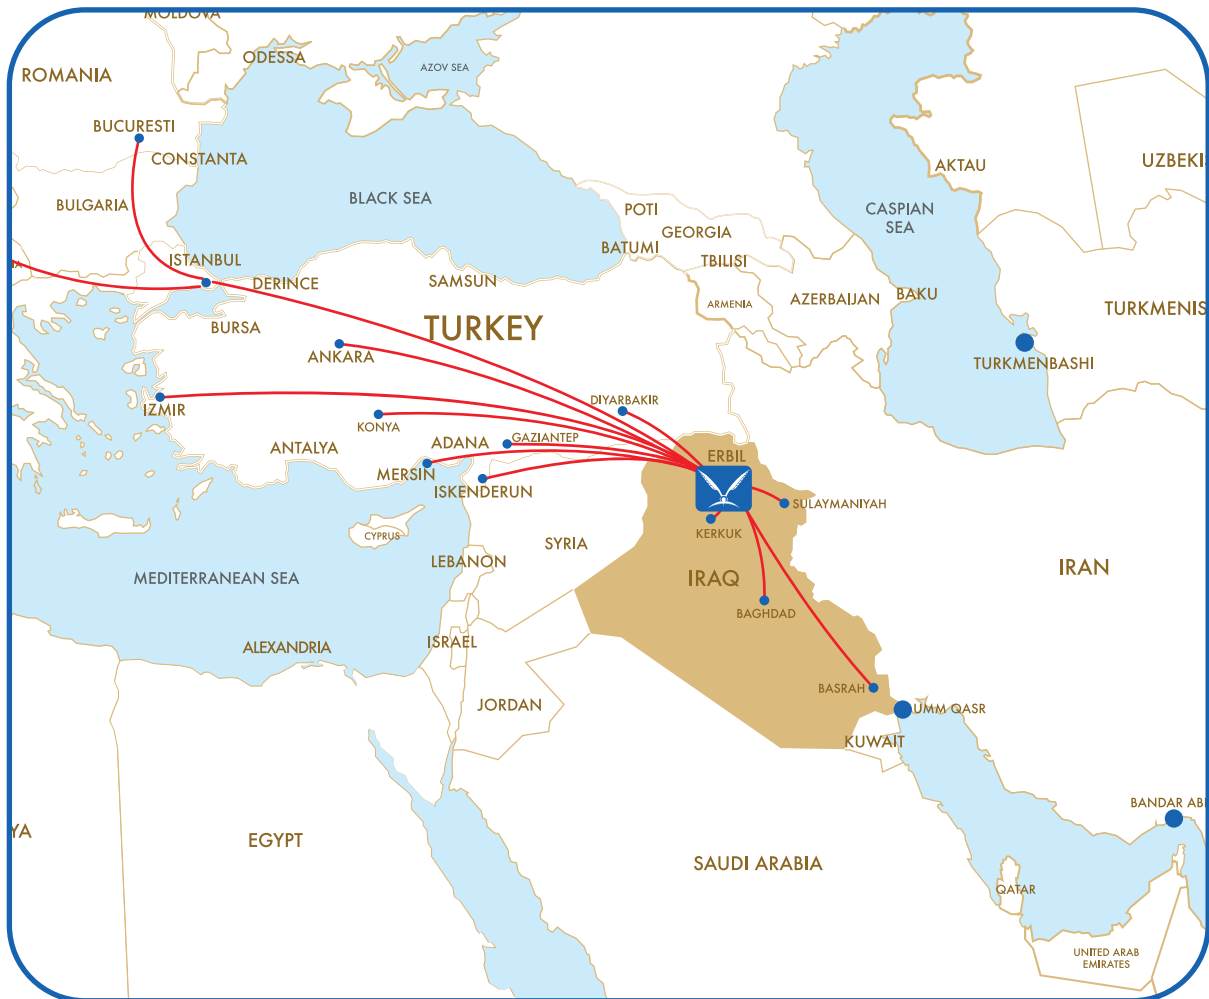 MOLDOVA
ODESSA
ROMANIA
AZOV SEA
BUCURESTI
CONSTANTA
AKTAU
UZBEKIS
BULGARIA
BLACK SEA
POTI
CASPIAN
SEA
GEORGIA
BATUMI
ISTANBUL
TBILISI
DERINCE
SAMSUN
BAKU
ARMENIA
AZERBAIJAN
TURKMENIS
BURSA
TURKEY
ANKARA
TURKMENBASHI
DIYARBAKIR
IZMIR
KONYA
GAZIANTEP
ADANA
ANTALYA
ERBIL
MERSIN
ISKENDERUN
SULAYMANIYAH
KERKUK
CYPRUS
SYRIA
LEBANON
IRAN
MEDITERRANEAN SEA
IRAQ
BAGHDAD
ISRAEL
ALEXANDRIA
BASRAH
JORDAN
UMM QASR
KUWAIT
BANDAR AB
YA
EGYPT
SAUDI ARABIA
QATAR
UNITED ARAB
EMIRATES